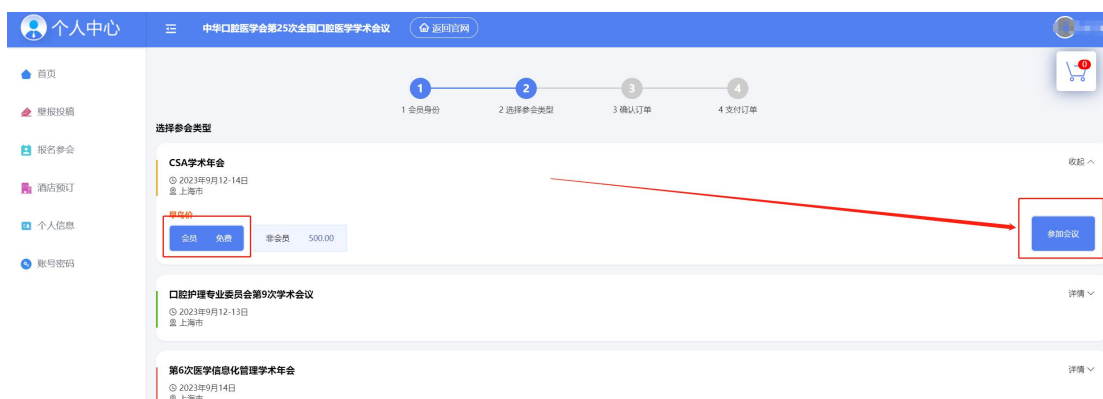 个人中心
中华口腔医学会第25次全国口腔医学学术会议 返回官网
0
首页
壁报投稿
报名参会
酒店预订
个人信息
账号密码
1 2 3 4
1 会员身份 2 选择参会类型 3 确认订单 4 支付订单
选择参会类型
CSA学术年会 收起
2023年9月12-14日
上海市
早鸟价
会员 免费 非会员 500.00 参加会议
口腔护理专业委员会第9次学术会议 详情
2023年9月12-13日
上海市
第6次医学信息化管理学术年会 详情
2023年9月14日
上海市